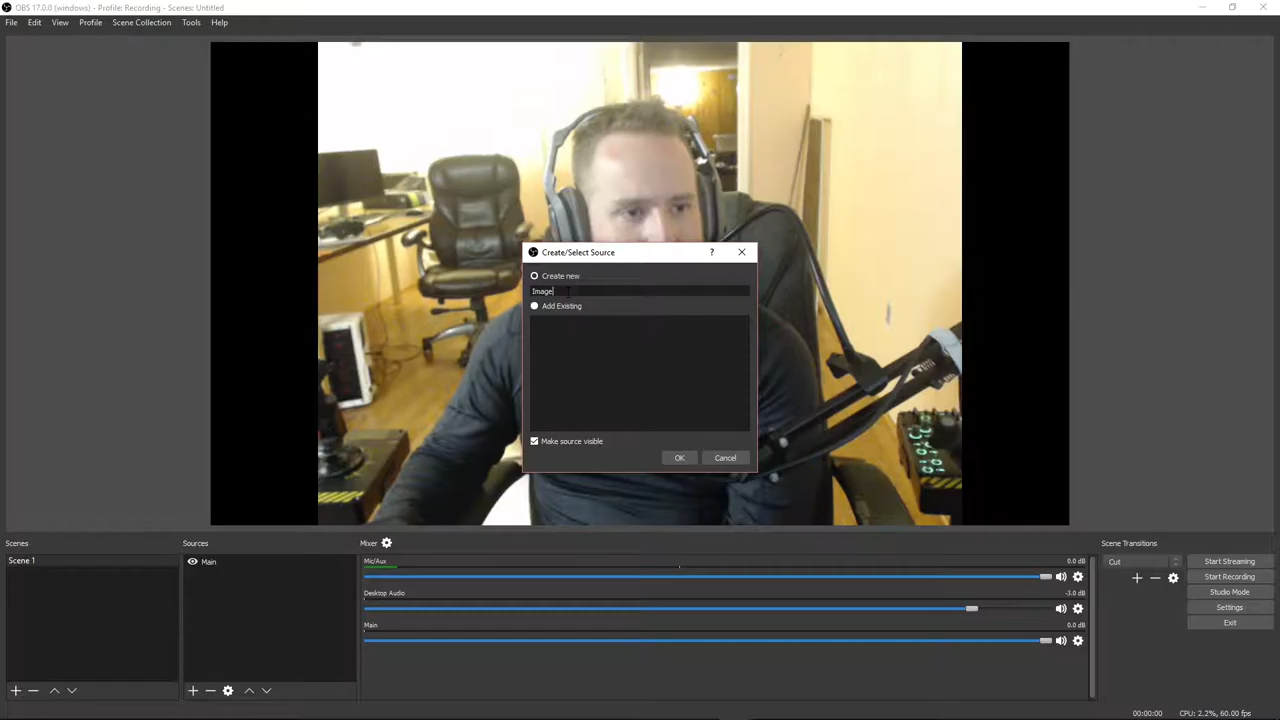 OBS 17.0.0 (windows) - Profile: Recording - Scenes: Untitled
File Edit View Profile Scene Collection Tools Help
Create/Select Source ?
Create new
Image
Add Existing
Make source visible
OK Cancel
Scenes
Scene 1
Sources
Main
Mixer
Mic/Aux 0.0 dB
Desktop Audio -3.0 dB
Main 0.0 dB
Scene Transitions
Cut
Start Streaming
Start Recording
Studio Mode
Settings
Exit
00:00:00 CPU: 2.2%, 60.00 fps